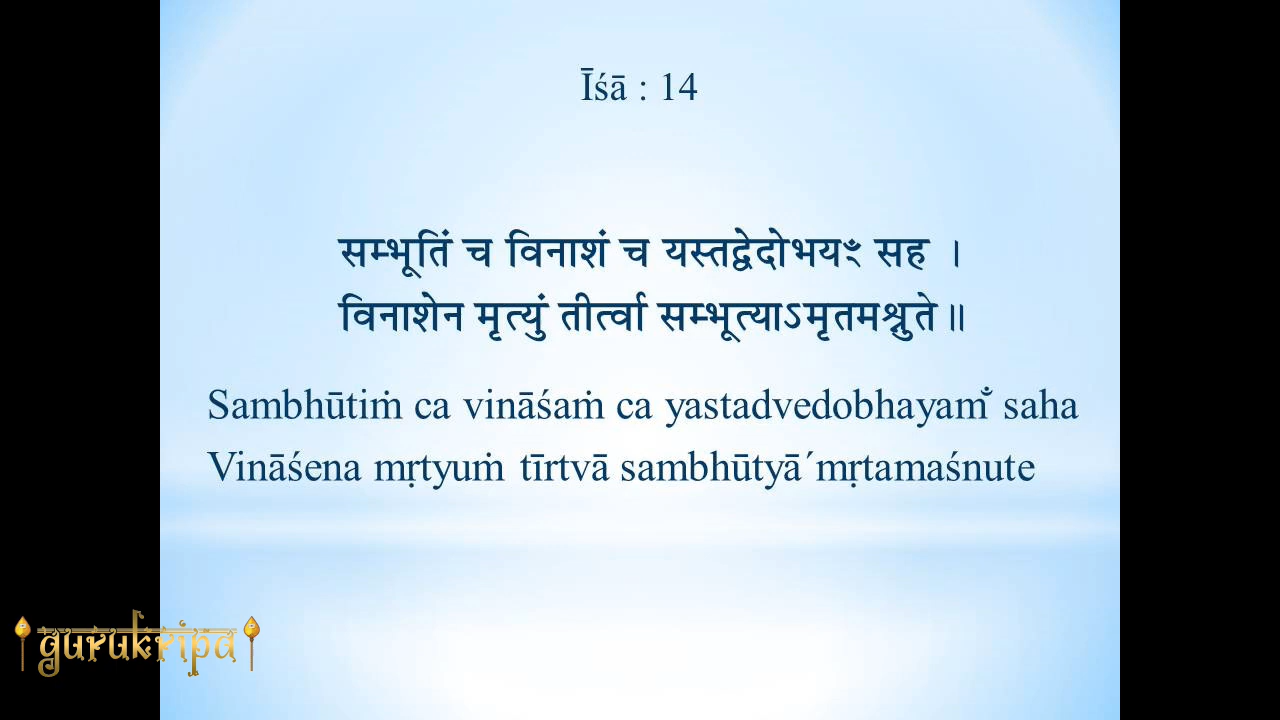 Īśā : 14
सम्भूतिं च विनाशं च यस्तद्वेदोभयꣳ सह ।
विनाशेन मृत्युं तीर्त्वा सम्भूत्याऽमृतमश्नुते॥
Sambhūtiṁ ca vināśaṁ ca yastadvedobhayam̐ saha
Vināśena mṛtyuṁ tīrtvā sambhūtyā´mṛtamaśnute
gurukripa